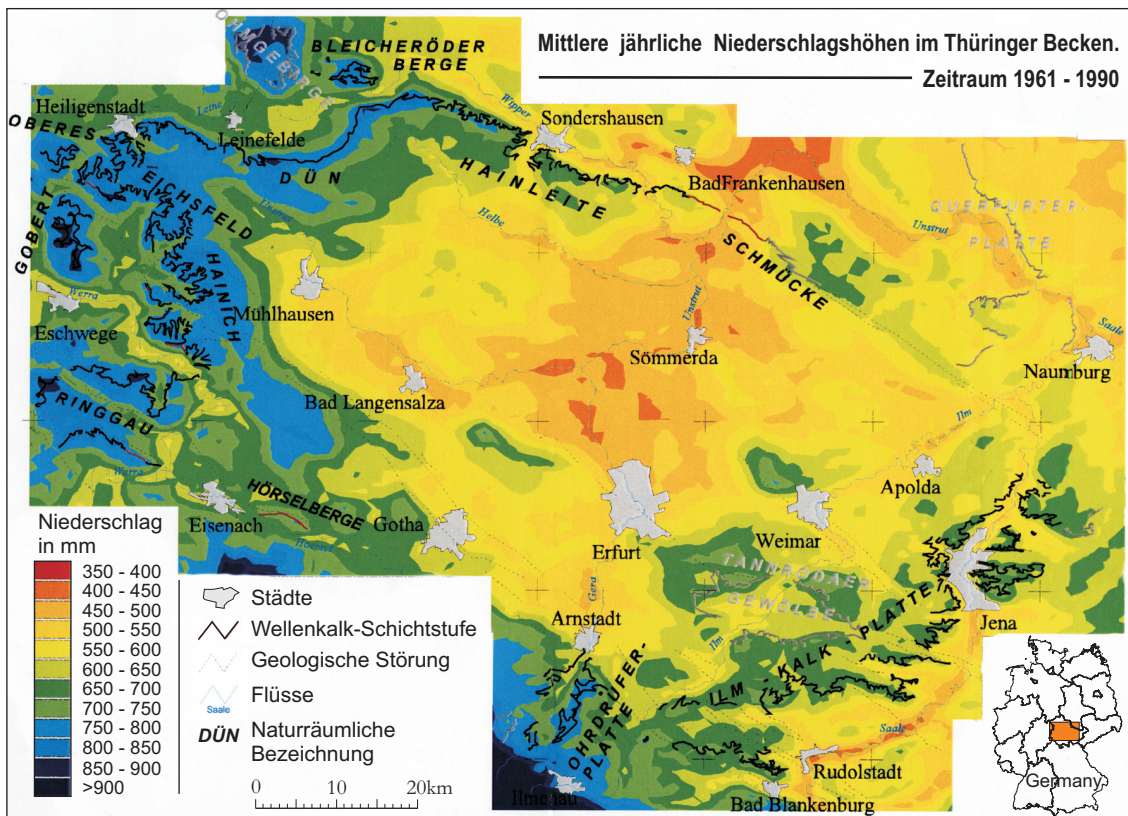 Mittlere jährliche Niederschlagshöhen im Thüringer Becken.
Zeitraum 1961 - 1990
OHMGEBIRGE
BLEICHERÖDER
BERGE
Heiligenstadt
Leine
Wipper
Sondershausen
OBERES
EICHSFELD
Leinefelde
DÜN
HAINLEITE
BadFrankenhausen
GOBERT
Unstrut
Helbe
QUERFURTER-
PLATTE
Unstrut
SCHMÜCKE
HAINICH
Werra
Mühlhausen
Eschwege
Unstrut
Sömmerda
Saale
Naumburg
Bad Langensalza
RINGGAU
Ilm
Werra
Apolda
HÖRSELBERGE
Eisenach
Gotha
Hoersel
Erfurt
Weimar
TANNRODAER
GEWÖLBE
Gera
Arnstadt
Ilm
ILM - KALK - PLATTE
Jena
OHRDRUFER-
PLATTE
Saale
Rudolstadt
Ilmenau
Bad Blankenburg
Niederschlag
in mm
350 - 400
400 - 450
450 - 500
500 - 550
550 - 600
600 - 650
650 - 700
700 - 750
750 - 800
800 - 850
850 - 900
>900
Städte
Wellenkalk-Schichtstufe
Geologische Störung
Flüsse
Saale
DÜN Naturräumliche
Bezeichnung
0 10 20km
Germany